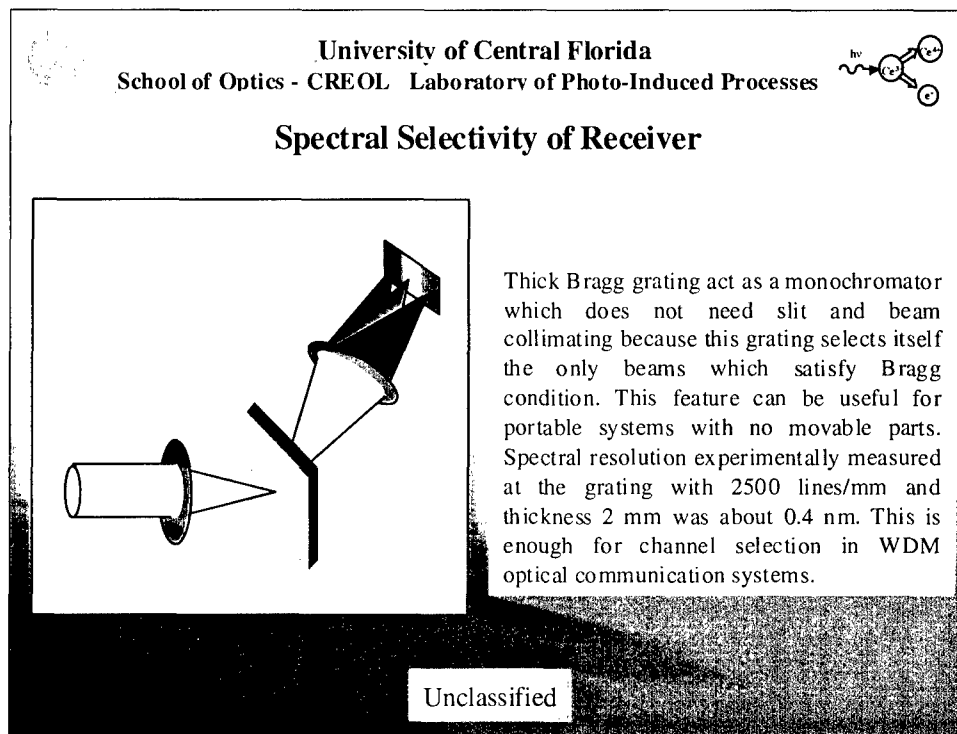 University of Central Florida
School of Optics - CREOL Laboratory of Photo-Induced Processes
hν
Spectral Selectivity of Receiver
Thick Bragg grating act as a monochromator
which does not need slit and beam
collimating because this grating selects itself
the only beams which satisfy Bragg
condition. This feature can be useful for
portable systems with no movable parts.
Spectral resolution experimentally measured
at the grating with 2500 lines/mm and
thickness 2 mm was about 0.4 nm. This is
enough for channel selection in WDM
optical communication systems.
Unclassified